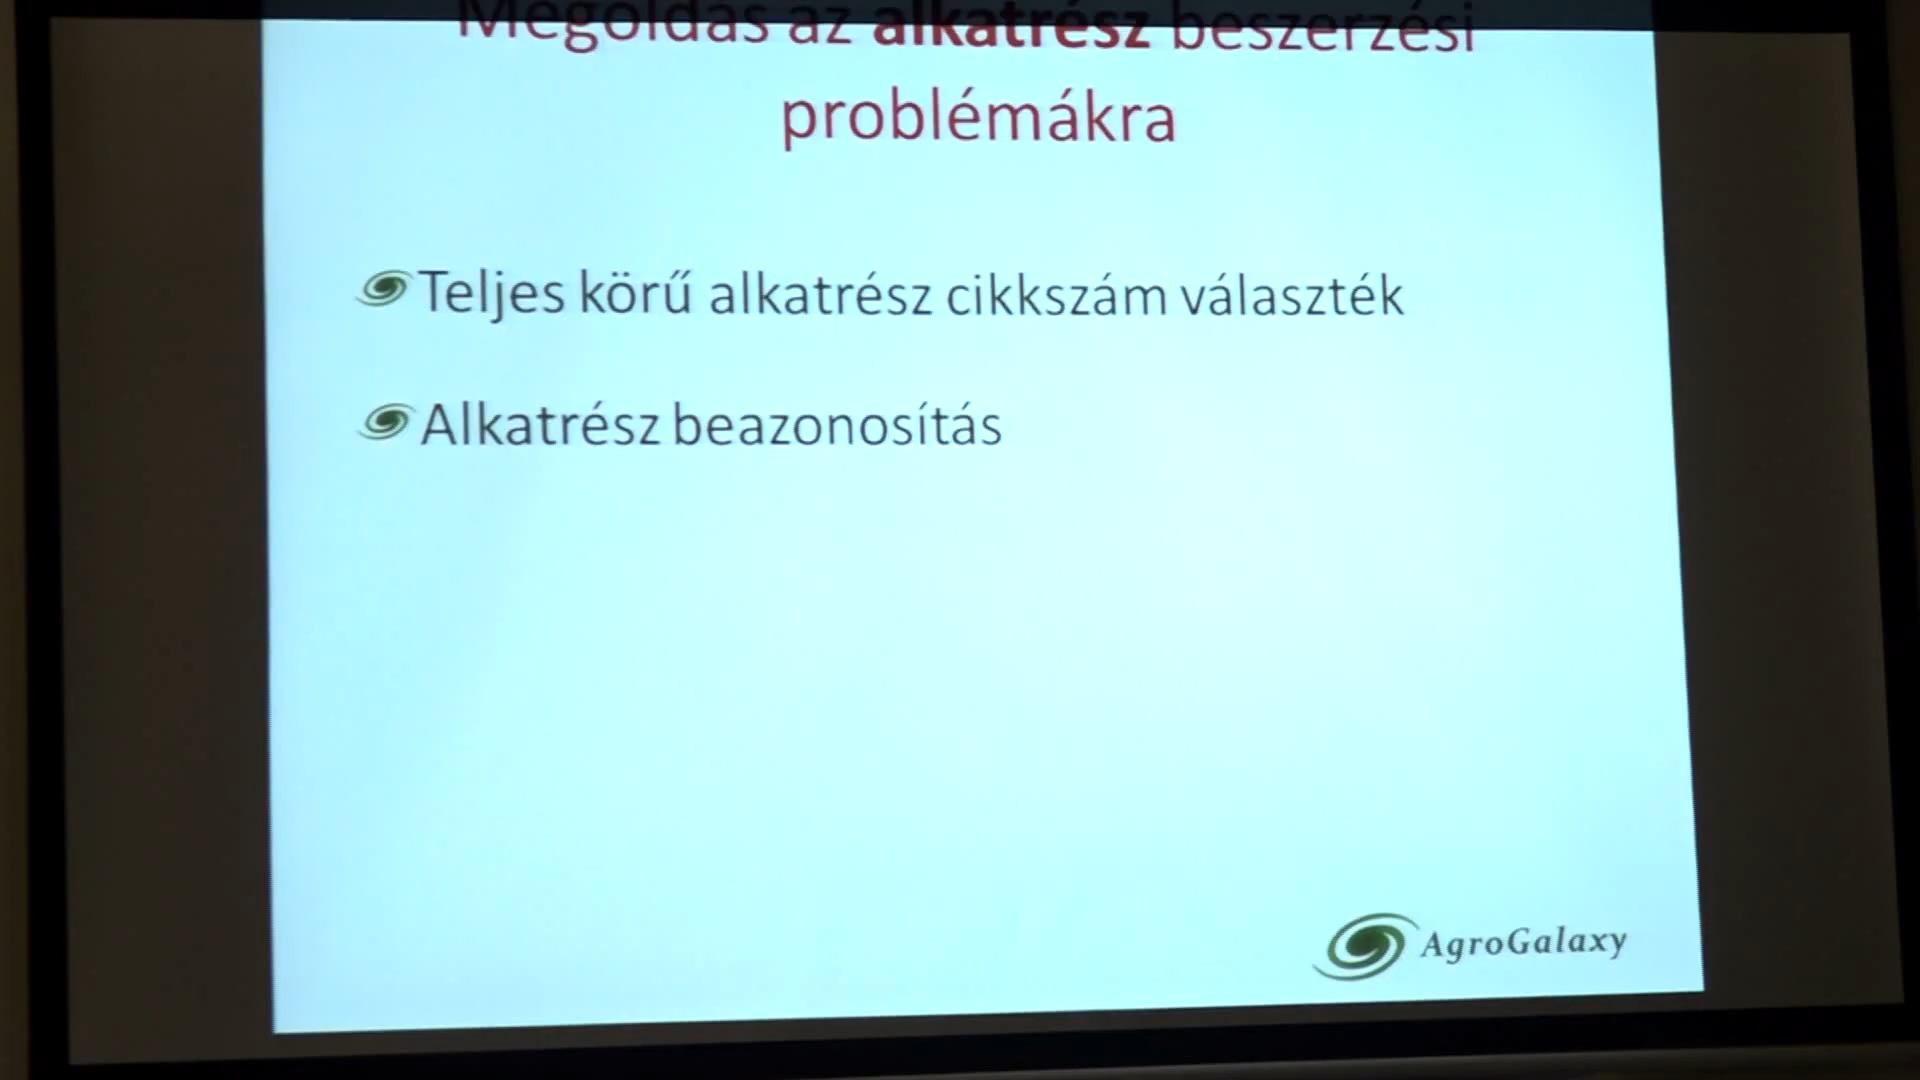 Megoldás az alkatrész beszerzési
problémákra
Teljes körű alkatrész cikkszám választék
Alkatrész beazonosítás
AgroGalaxy